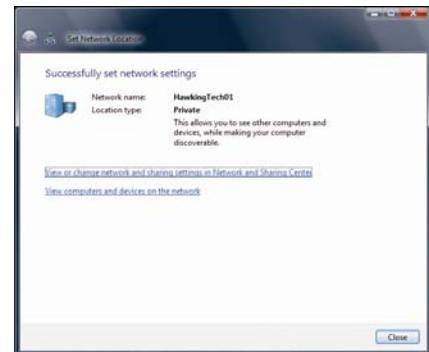 Set Network Location
Successfully set network settings
Network name: HawkingTech01
Location type: Private
This allows you to see other computers and
devices, while making your computer
discoverable.
View or change network and sharing settings in Network and Sharing Center
View computers and devices on the network
Close